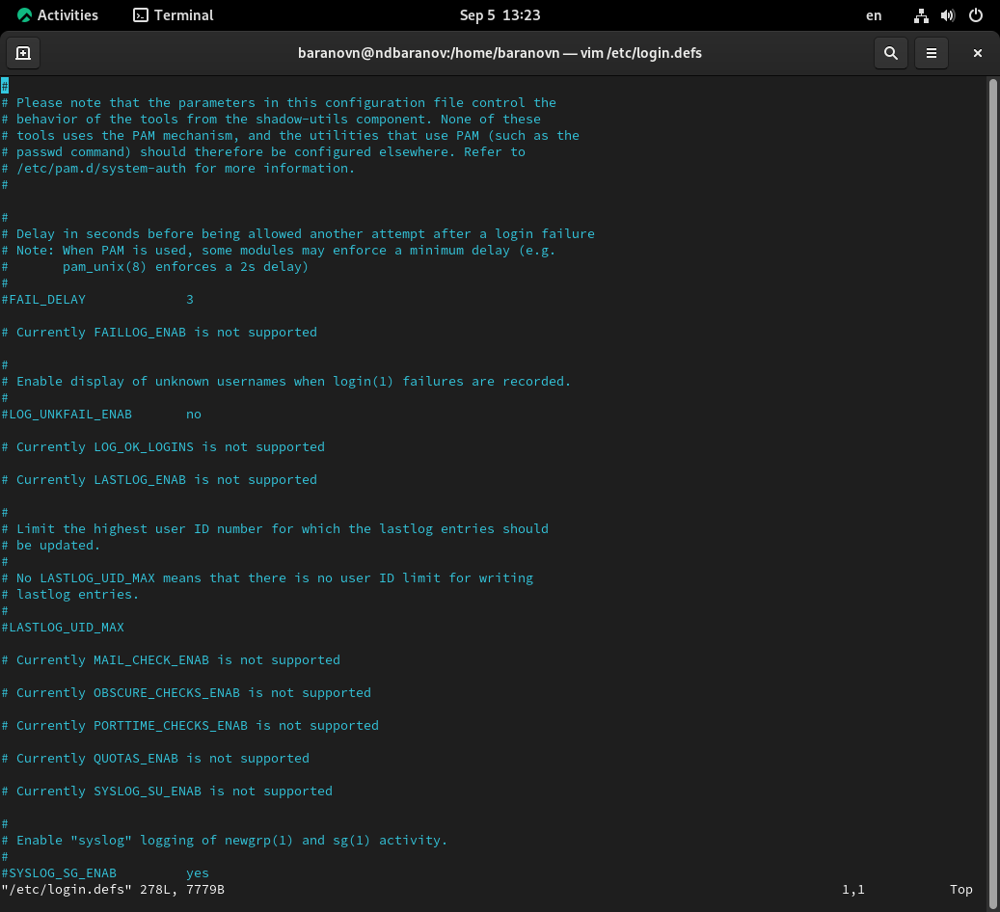 Activities Terminal Sep 5 13:23 en
baranovn@ndbaranov:/home/baranovn — vim /etc/login.defs
#
# Please note that the parameters in this configuration file control the
# behavior of the tools from the shadow-utils component. None of these
# tools uses the PAM mechanism, and the utilities that use PAM (such as the
# passwd command) should therefore be configured elsewhere. Refer to
# /etc/pam.d/system-auth for more information.
#
#
# Delay in seconds before being allowed another attempt after a login failure
# Note: When PAM is used, some modules may enforce a minimum delay (e.g.
#       pam_unix(8) enforces a 2s delay)
#
#FAIL_DELAY             3
# Currently FAILLOG_ENAB is not supported
#
# Enable display of unknown usernames when login(1) failures are recorded.
#
#LOG_UNKFAIL_ENAB       no
# Currently LOG_OK_LOGINS is not supported
# Currently LASTLOG_ENAB is not supported
#
# Limit the highest user ID number for which the lastlog entries should
# be updated.
#
# No LASTLOG_UID_MAX means that there is no user ID limit for writing
# lastlog entries.
#
#LASTLOG_UID_MAX
# Currently MAIL_CHECK_ENAB is not supported
# Currently OBSCURE_CHECKS_ENAB is not supported
# Currently PORTTIME_CHECKS_ENAB is not supported
# Currently QUOTAS_ENAB is not supported
# Currently SYSLOG_SU_ENAB is not supported
#
# Enable "syslog" logging of newgrp(1) and sg(1) activity.
#
#SYSLOG_SG_ENAB         yes
"/etc/login.defs" 278L, 7779B 1,1 Top